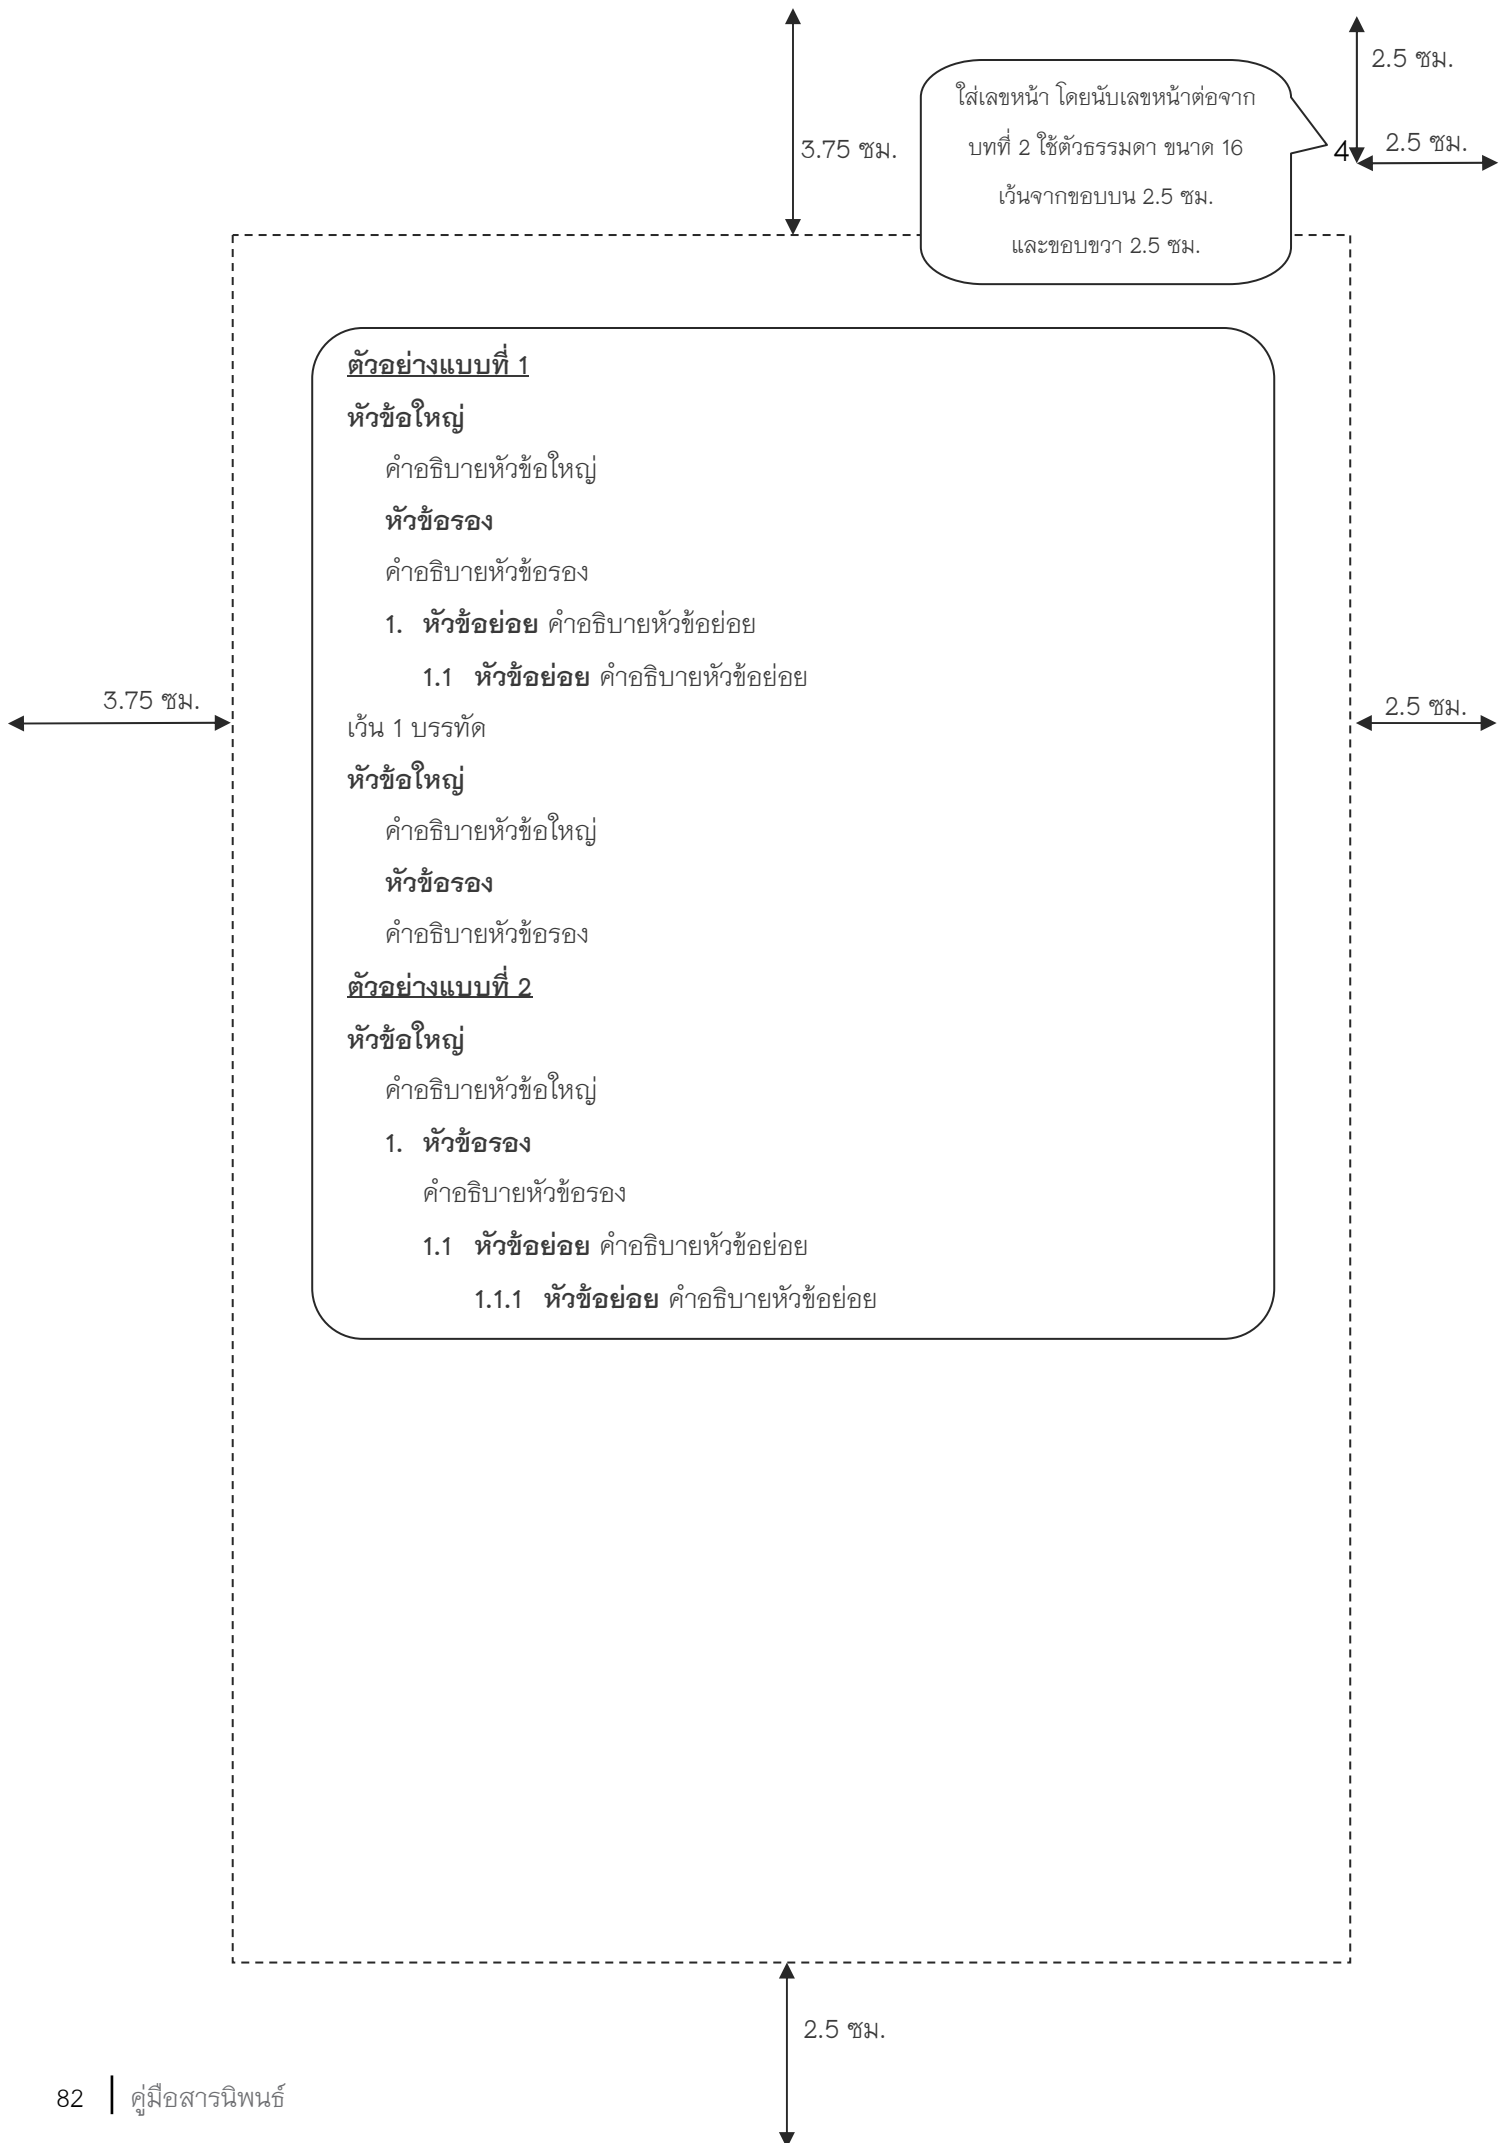 2.5 ซม.
ใส่เลขหน้า โดยนับเลขหน้าต่อจาก
บทที่ 2 ใช้ตัวธรรมดา ขนาด 16
เว้นจากขอบบน 2.5 ซม.
และขอบขวา 2.5 ซม.
3.75 ซม.
4
2.5 ซม.
ตัวอย่างแบบที่ 1
หัวข้อใหญ่
คำอธิบายหัวข้อใหญ่
หัวข้อรอง
คำอธิบายหัวข้อรอง
1. หัวข้อย่อย คำอธิบายหัวข้อย่อย
1.1 หัวข้อย่อย คำอธิบายหัวข้อย่อย
3.75 ซม.
2.5 ซม.
เว้น 1 บรรทัด
หัวข้อใหญ่
คำอธิบายหัวข้อใหญ่
หัวข้อรอง
คำอธิบายหัวข้อรอง
ตัวอย่างแบบที่ 2
หัวข้อใหญ่
คำอธิบายหัวข้อใหญ่
1. หัวข้อรอง
คำอธิบายหัวข้อรอง
1.1 หัวข้อย่อย คำอธิบายหัวข้อย่อย
1.1.1 หัวข้อย่อย คำอธิบายหัวข้อย่อย
2.5 ซม.
82 | คู่มือสารนิพนธ์